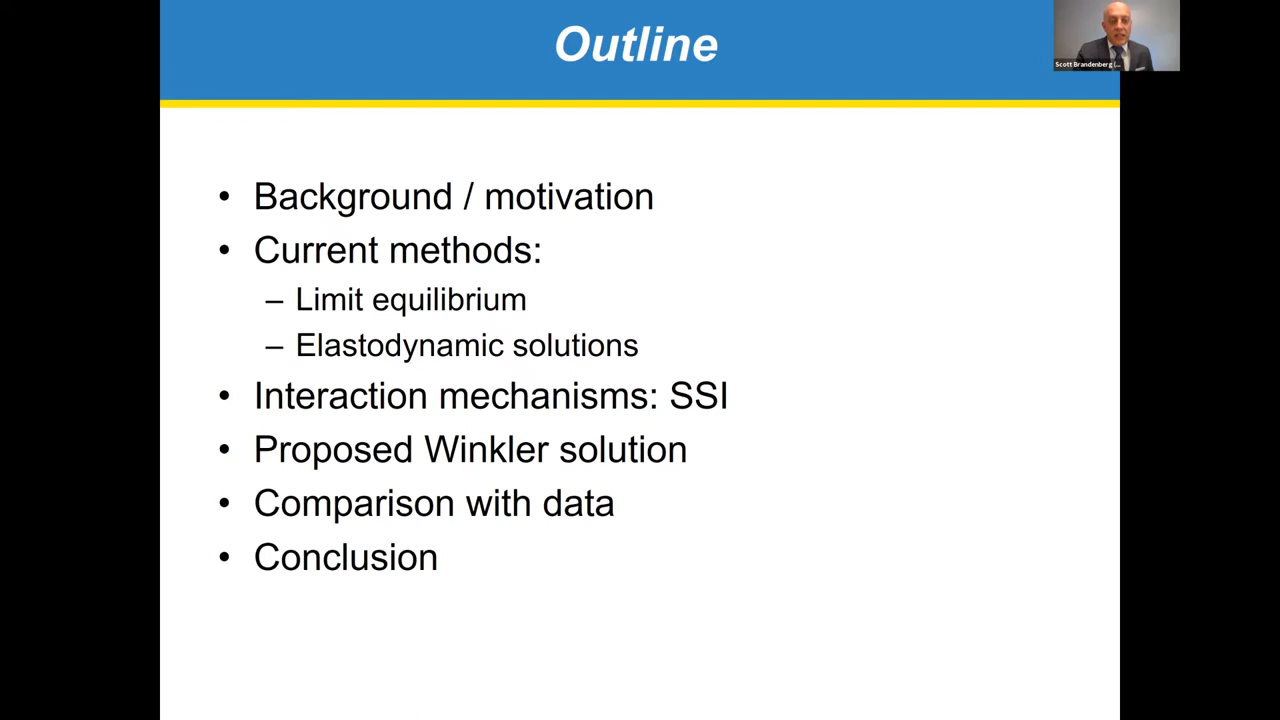 Outline
Scott Brandenberg (...
• Background / motivation
• Current methods:
– Limit equilibrium
– Elastodynamic solutions
• Interaction mechanisms: SSI
• Proposed Winkler solution
• Comparison with data
• Conclusion